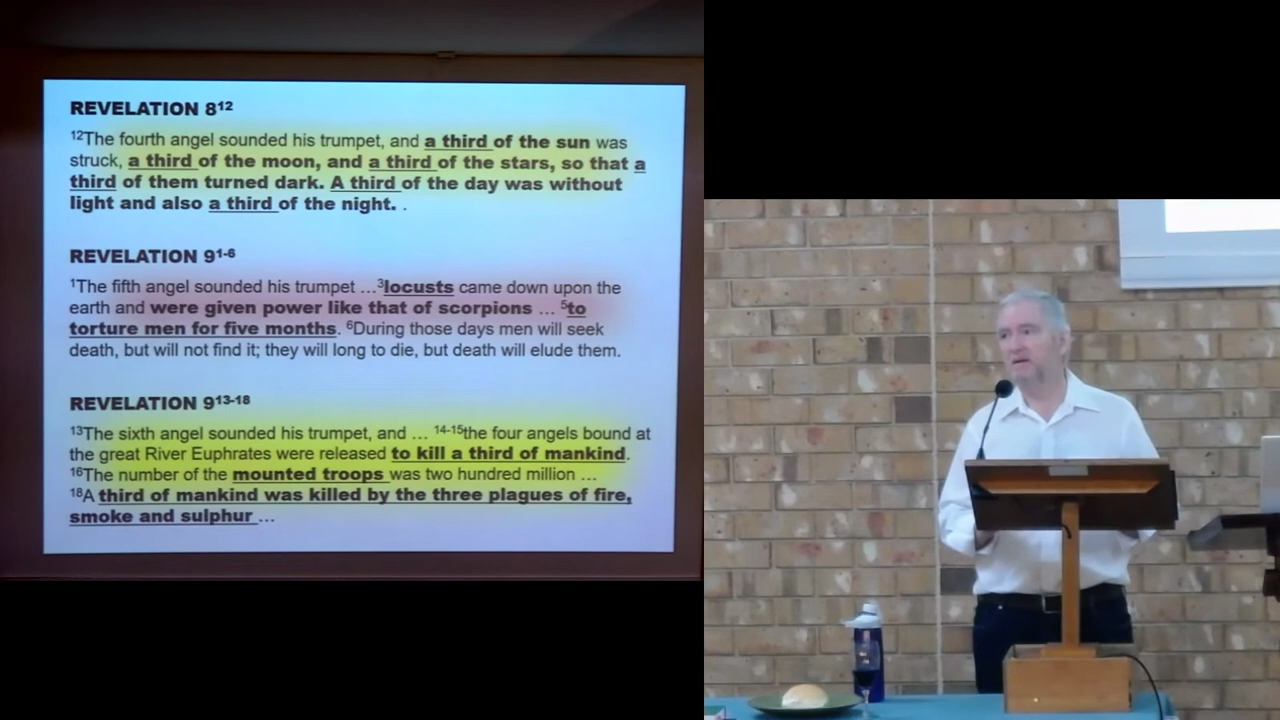 REVELATION 8¹²
¹²The fourth angel sounded his trumpet, and a third of the sun was
struck, a third of the moon, and a third of the stars, so that a
third of them turned dark. A third of the day was without
light and also a third of the night. .
REVELATION 9¹⁻⁶
¹The fifth angel sounded his trumpet …³locusts came down upon the
earth and were given power like that of scorpions … ⁵to
torture men for five months. ⁶During those days men will seek
death, but will not find it; they will long to die, but death will elude them.
REVELATION 9¹³⁻¹⁸
¹³The sixth angel sounded his trumpet, and … ¹⁴⁻¹⁵the four angels bound at
the great River Euphrates were released to kill a third of mankind.
¹⁶The number of the mounted troops was two hundred million …
¹⁸A third of mankind was killed by the three plagues of fire,
smoke and sulphur …